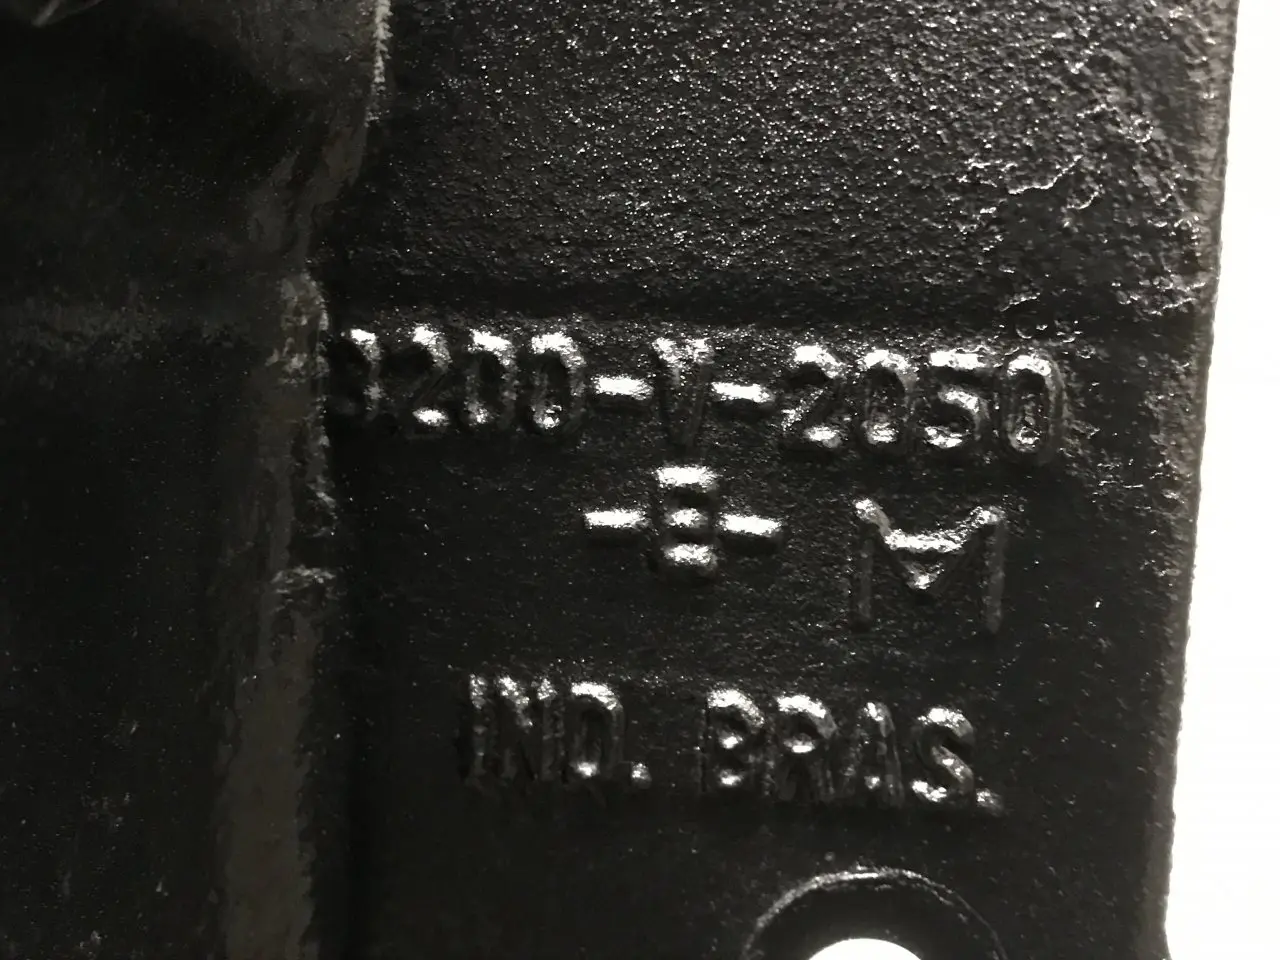 3200-V-2050
-8- M
IND. BRAS.